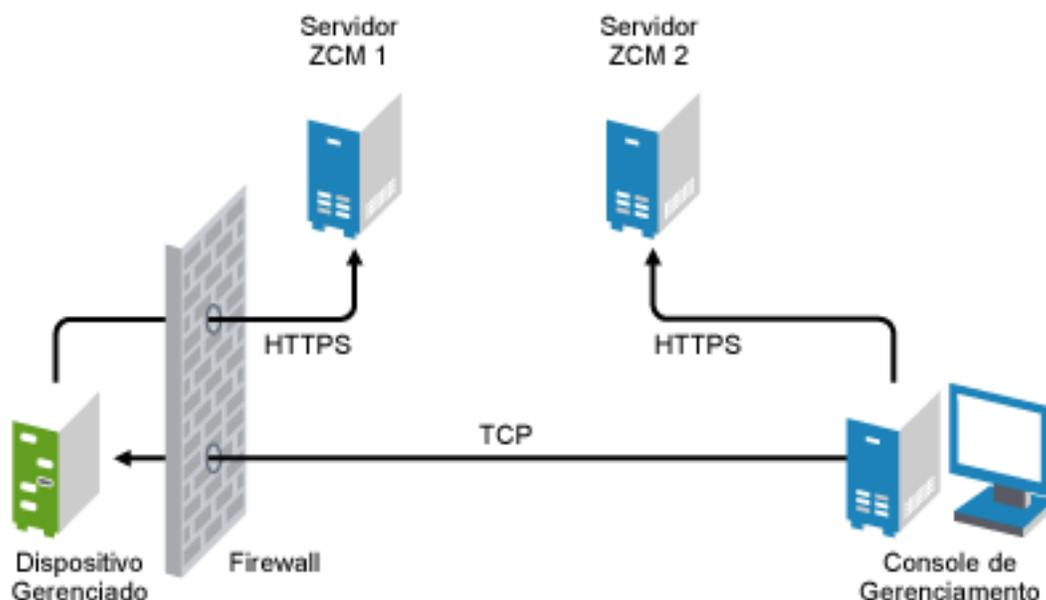 Servidor
ZCM 1
Servidor
ZCM 2
HTTPS
HTTPS
TCP
Dispositivo
Gerenciado
Firewall
Console de
Gerenciamento